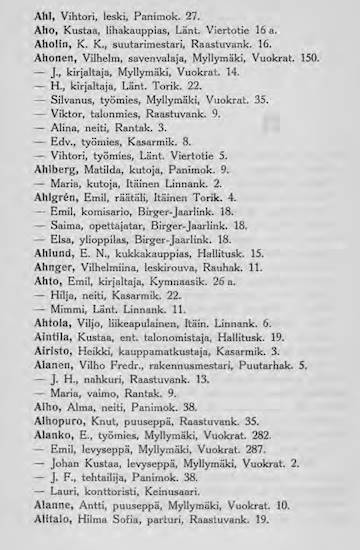 Ahl, Vihtori, leski, Panimok. 27.
Aho, Kustaa, lihakauppias, Länt. Viertotie 16 a.
Aholin, K. K., suutarimestari, Raastuvank. 16.
Ahonen, Vilhelm, savenvalaja, Myllymäki, Vuokrat. 150.
— J., kirjaltaja, Myllymäki, Vuokrat. 14.
— H., kirjaltaja, Länt. Torik. 22.
— Silvanus, työmies, Myllymäki, Vuokrat. 35.
— Viktor, talonmies, Raastuvank. 9.
— Alina, neiti, Rantak. 3.
— Edv., työmies, Kasarmik. 8.
— Vihtori, työmies, Länt. Viertotie 5.
Ahlberg, Matilda, kutoja, Panimok. 9.
— Maria, kutoja, Itäinen Linnank. 2.
Ahlgrén, Emil, räätäli, Itäinen Torik. 4.
— Emil, komisario, Birger-Jaarlink. 18.
— Saima, opettajatar, Birger-Jaarlink. 18.
— Elsa, ylioppilas, Birger-Jaarlink. 18.
Ahlund, E. N., kukkakauppias, Hallitusk. 15.
Ahnger, Vilhelmiina, leskirouva, Rauhak. 11.
Ahto, Emil, kirjaltaja, Kymnaasik. 26 a.
— Hilja, neiti, Kasarmik. 22.
— Mimmi, Länt. Linnank. 11.
Ahtola, Viljo, liikeapulainen, Itäin. Linnank. 6.
Aintila, Kustaa, ent. talonomistaja, Hallitusk. 19.
Airisto, Heikki, kauppamatkustaja, Kasarmik. 3.
Alanen, Vilho Fredr., rakennusmestari, Puutarhak. 5.
— J. H., nahkuri, Raastuvank. 13.
— Maria, vaimo, Rantak. 9.
Alho, Alma, neiti, Panimok. 38.
Alhopuro, Knut, puuseppä, Raastuvank. 35.
Alanko, E., työmies, Myllymäki, Vuokrat. 282.
— Emil, levyseppä, Myllymäki, Vuokrat. 287.
— Johan Kustaa, levyseppä, Myllymäki, Vuokrat. 2.
— J. F., tehtailija, Panimok. 38.
— Lauri, konttoristi, Keinusaari.
Alanne, Antti, puuseppä, Myllymäki, Vuokrat. 10.
Alitalo, Hilma Sofia, parturi, Raastuvank. 19.